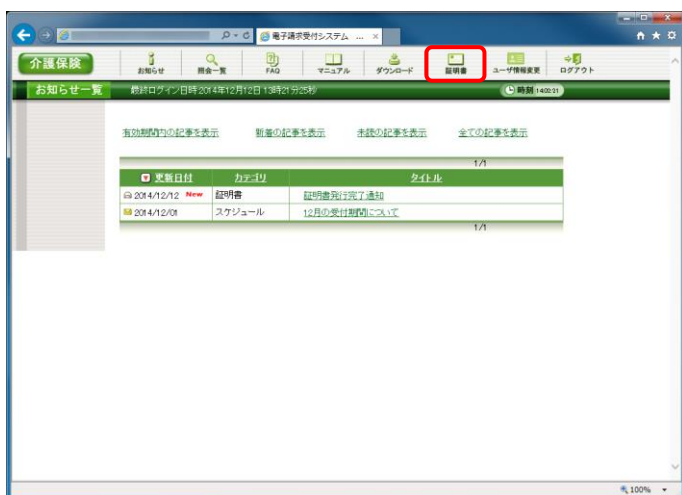 電子請求受付システム ...
介護保険
お知らせ 照会一覧 FAQ マニュアル ダウンロード 証明書 ユーザ情報変更 ログアウト
お知らせ一覧 最終ログイン日時:2014年12月12日 13時21分25秒 時刻
有効期間内の記事を表示 新着の記事を表示 未読の記事を表示 全ての記事を表示
1/1
更新日付 カテゴリ タイトル
2014/12/12 New 証明書 証明書発行完了通知
2014/12/01 スケジュール 12月の受付期間について
1/1
100%